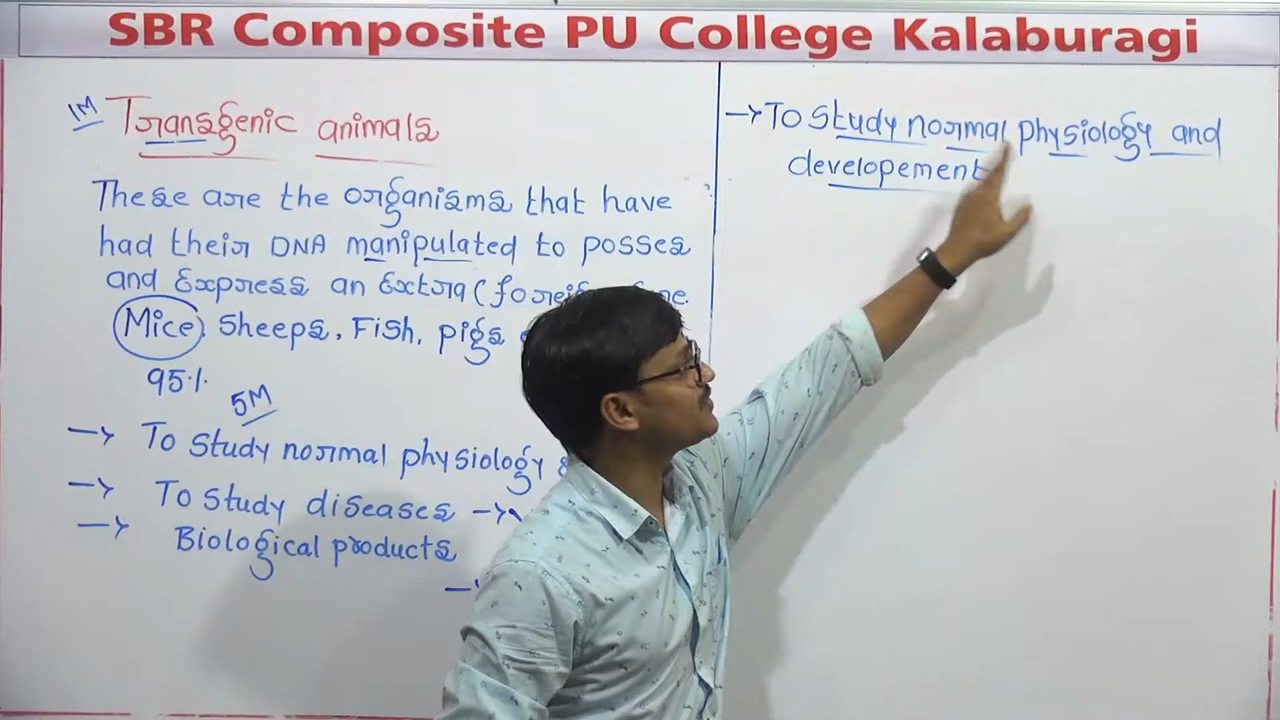 SBR Composite PU College Kalaburagi
1M
Transgenic animals
These are the organisms that have
had their DNA manipulated to posses
and Express an Extra
Mice, Sheeps, Fish, pigs
95%
5M
→ To study normal physiology
→ To study diseases →
→ Biological products
→ To study normal physiology and
developement